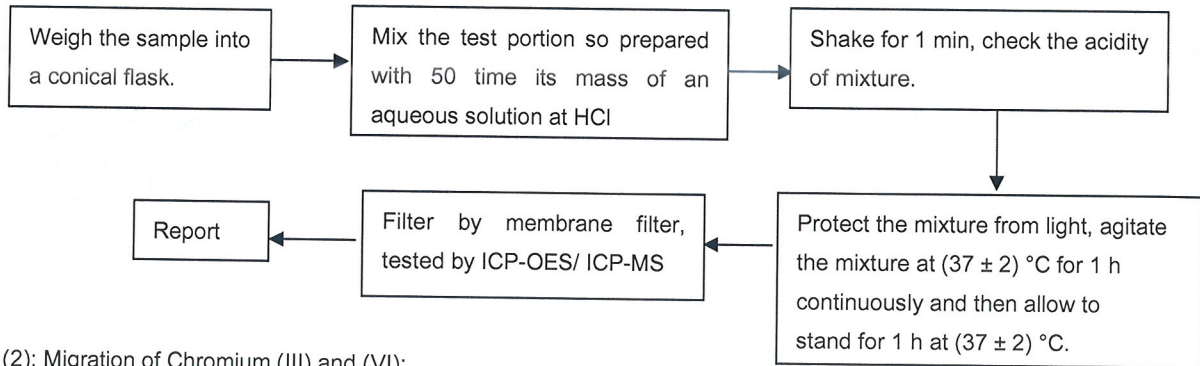 Weigh the sample into
a conical flask.
Mix the test portion so prepared
with 50 time its mass of an
aqueous solution at HCl
Shake for 1 min, check the acidity
of mixture.
Protect the mixture from light, agitate
the mixture at (37 ± 2) °C for 1 h
continuously and then allow to
stand for 1 h at (37 ± 2) °C.
Filter by membrane filter,
tested by ICP-OES/ ICP-MS
Report
(2): Migration of Chromium (III) and (VI):